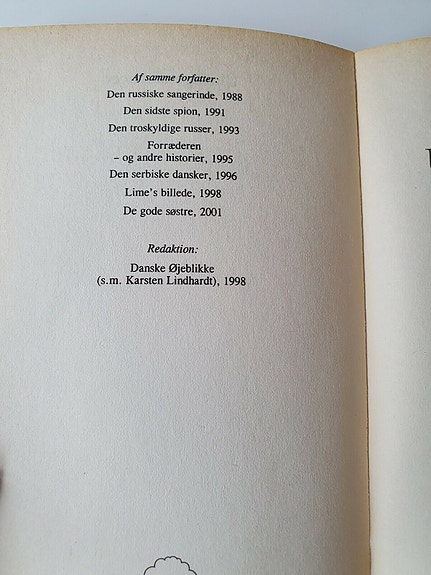 Af samme forfatter:
Den russiske sangerinde, 1988
Den sidste spion, 1991
Den troskyldige russer, 1993
Forræderen
– og andre historier, 1995
Den serbiske dansker, 1996
Lime's billede, 1998
De gode søstre, 2001
Redaktion:
Danske Øjeblikke
(s.m. Karsten Lindhardt), 1998